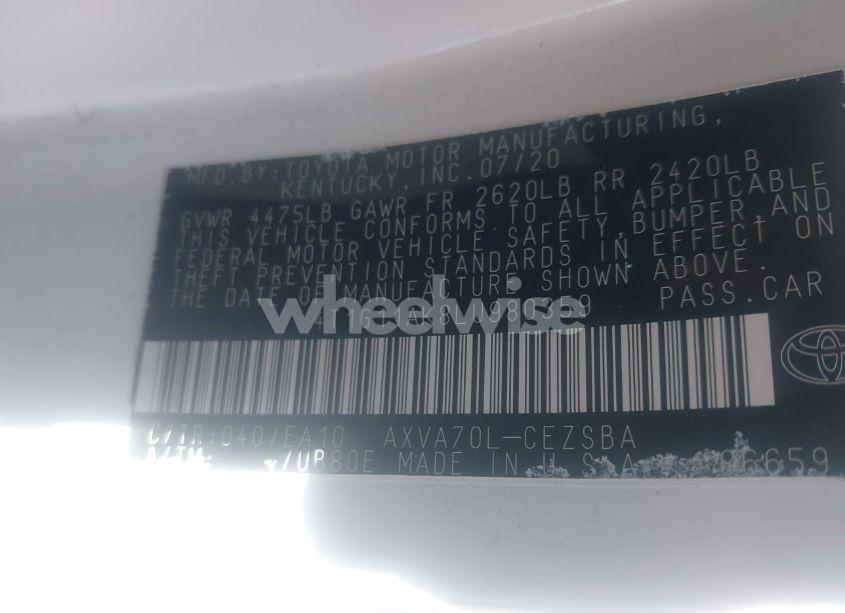 MFD.BY:TOYOTA MOTOR MANUFACTURING,
KENTUCKY,INC.07/20
GVWR 4475LB GAWR FR 2620LB RR 2420LB
THIS VEHICLE CONFORMS TO ALL APPLICABLE
FEDERAL MOTOR VEHICLE SAFETY,BUMPER,AND
THEFT PREVENTION STANDARDS IN EFFECT ON
THE DATE OF MANUFACTURE SHOWN ABOVE.
PASS.CAR
wheelwise
C/TR:040/EA10 AXVA70L-CEZSBA
A/TM: /UB80E MADE IN U.S.A.